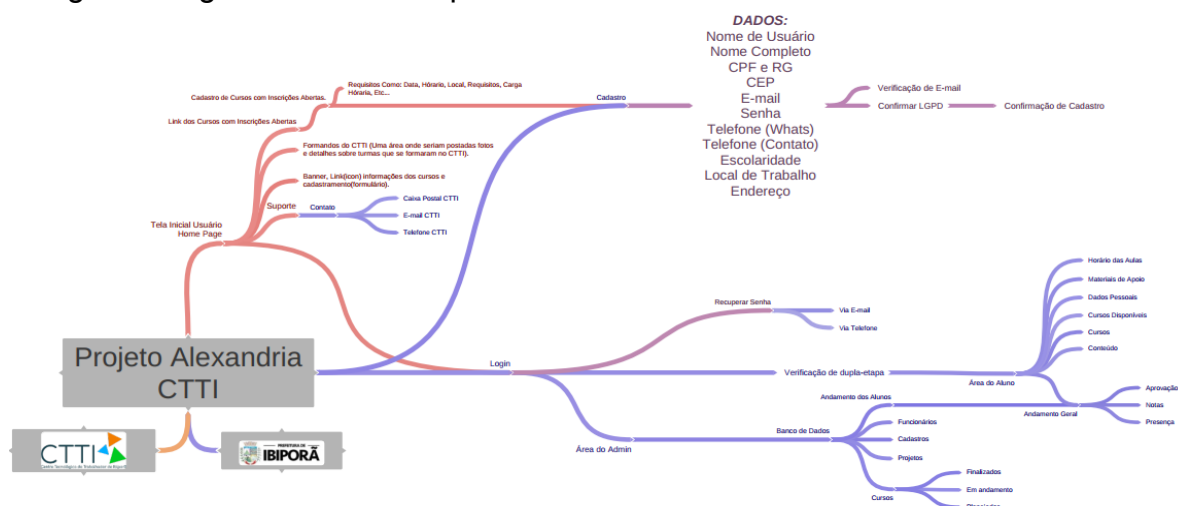 DADOS:
Nome de Usuário
Nome Completo
CPF e RG
CEP
E-mail
Senha
Telefone (Whats)
Telefone (Contato)
Escolaridade
Local de Trabalho
Endereço
Verificação de E-mail
Confirmar LGPD
Confirmação de Cadastro
Cadastro
Requisitos Como: Data, Hórario, Local, Requisitos, Carga
Hóraria, Etc...
Cadastro de Cursos com Inscrições Abertas.
Link dos Cursos com Inscrições Abertas
Formandos do CTTI (Uma área onde seriam postadas fotos
e detalhes sobre turmas que se formaram no CTTI).
Banner, Link(icon) informações dos cursos e
cadastramento(formulário).
Suporte
Contato
Caixa Postal CTTI
E-mail CTTI
Telefone CTTI
Tela Inicial Usuário
Home Page
Projeto Alexandria
CTTI
CTTI
PREFEITURA DE
IBIPORÃ
Login
Recuperar Senha
Via E-mail
Via Telefone
Verificação de dupla-etapa
Área do Aluno
Horário das Aulas
Materiais de Apoio
Dados Pessoais
Cursos Disponíveis
Cursos
Conteúdo
Andamento Geral
Aprovação
Notas
Presença
Área do Admin
Banco de Dados
Andamento dos Alunos
Funcionários
Cadastros
Projetos
Cursos
Finalizados
Em andamento